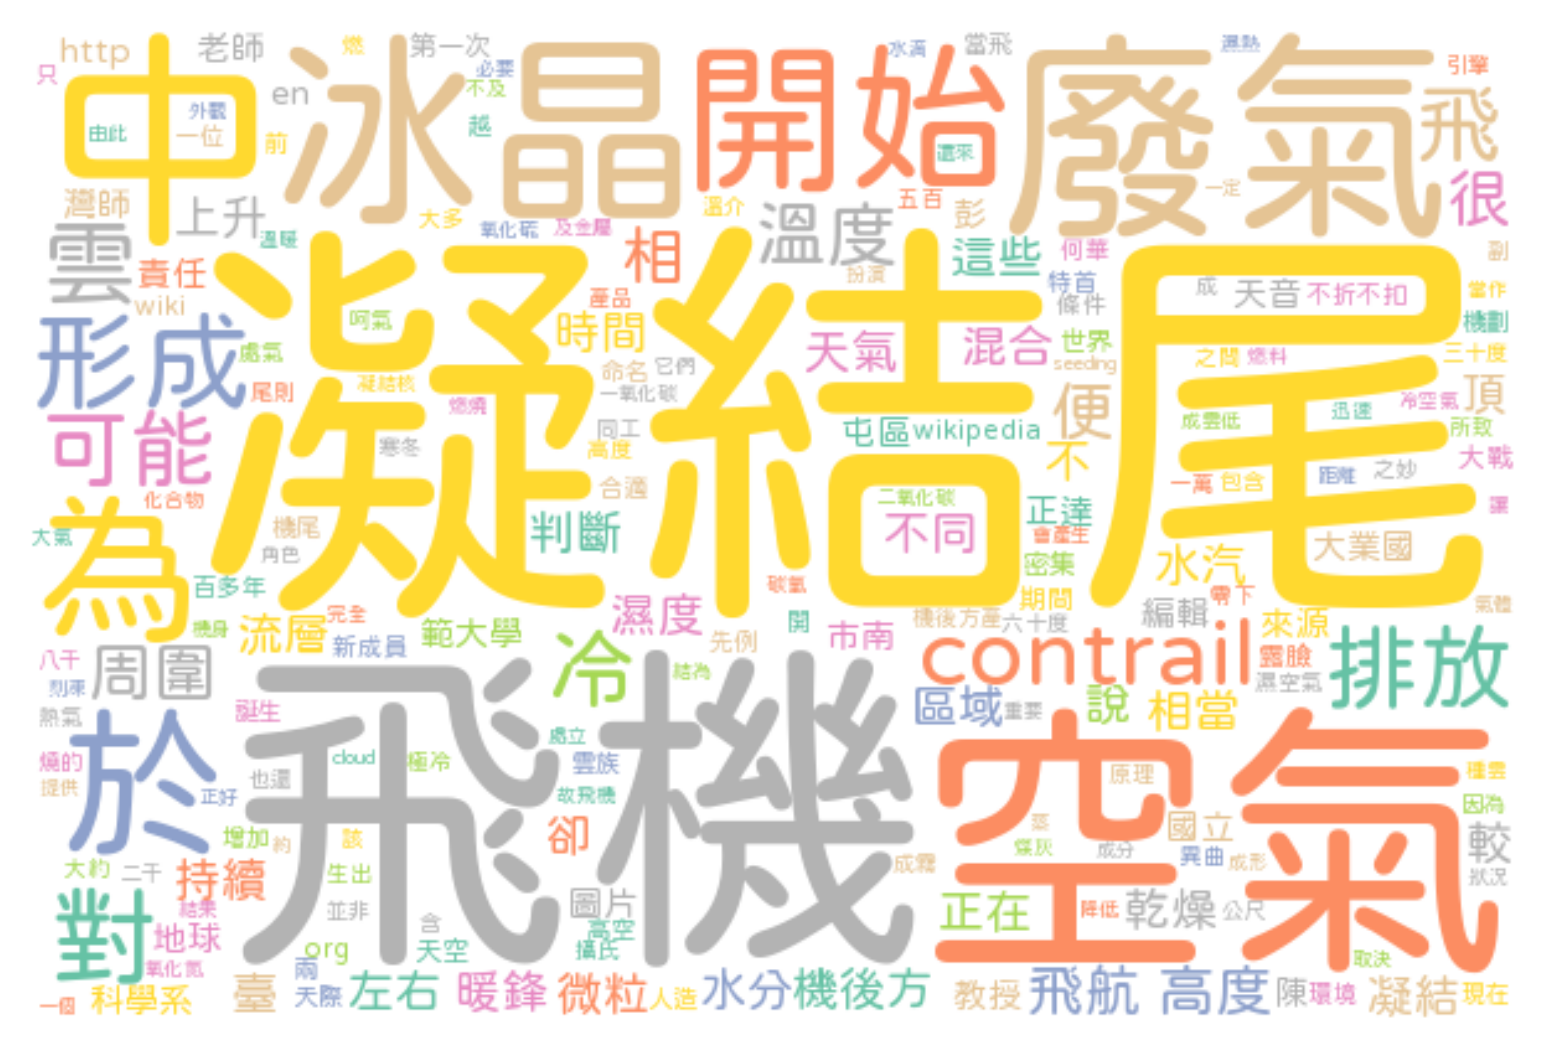 http
老師
燃
第一次
水滴
當飛
濕熱
引擎
只
中
冰晶
開始
廢氣
飛
必要
不及
en
外觀
由此
一位
前
越
還來
一定
很
灣師
上升
大多
氧化硫
及金屬
溫介
五百
彭
雲
溫暖
責任
相
溫度
這些
何華
副
wiki
凝結尾
扮演
特首
條件
成
天音
不折不扣
當作
產品
形成
呵氣
時間
天氣
混合
世界
機劃
處氣
seeding
之間
燃料
三十度
命名
它們
尾則
凝結核
一氧化碳
便
冷空氣
頂
燃燒
迅速
可能
同工
屯區
wikipedia
成雲低
所致
寒冬
高度
不
大戰
之妙
距離
化合物
合適
二氧化碳
一萬
包含
為
機尾
判斷
不同
正達
讓
大氣
角色
會產生
大業國
密集
水汽
百多年
碳氫
零下
期間
氣體
濕度
編輯
完全
機身
流層
新成員
範大學
先例
開
市南
機後方產
六十度
來源
冷
contrail
排放
八千
周圍
結為
露臉
濕空氣
刻凍
熱氣
誕生
區域
重要
說
相當
於
飛機
空氣
處立
燒的
cloud
極冷
雲族
也還
原理
種雲
提供
正好
故飛機
因為
增加
約
該
卻
蒸
國立
較
煤灰
成分
異曲
成形
成霧
大約
二千
持續
生出
狀況
對
結果
並非
圖片
正在
降低
乾燥
公尺
含
高空
地球
org
天空
攝氏
取決
氧化氮
兩
一個
科學系
臺
天際
左右
暖鋒
微粒
人造
水分
機後方
教授
飛航
高度
陳
環境
凝結
現在